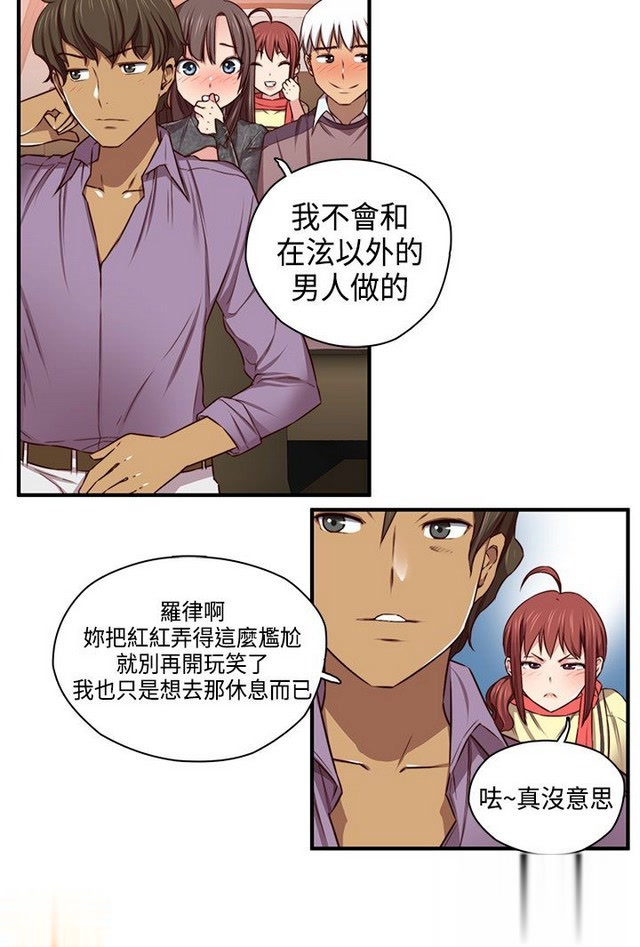 我不會和
在泫以外的
男人做的
羅律啊
妳把紅紅弄得這麼尷尬
就別再開玩笑了
我也只是想去那休息而已
呿~真沒意思